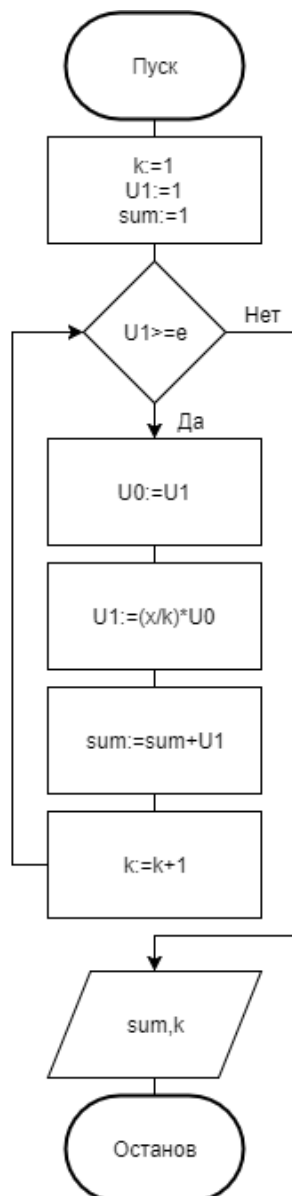 Пуск
k:=1
U1:=1
sum:=1
U1>=e
Нет
Да
U0:=U1
U1:=(x/k)*U0
sum:=sum+U1
k:=k+1
sum,k
Останов